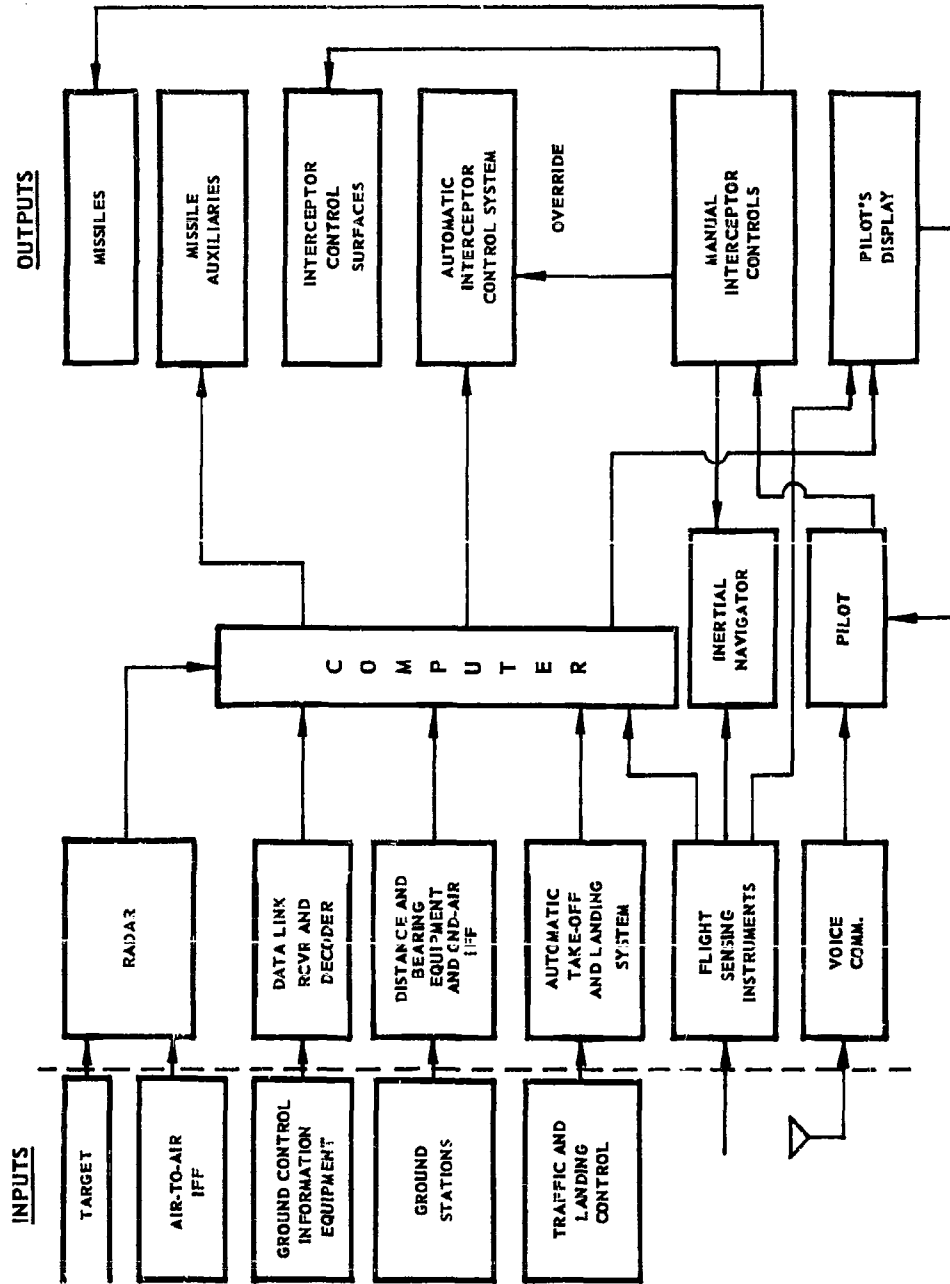 INPUTS
OUTPUTS
TARGET
AIR-TO-AIR
IFF
GROUND CONTROL
INFORMATION
EQUIPMENT
GROUND
STATIONS
TRAFFIC AND
LANDING
CONTROL
RADAR
DATA LINK
RCVR AND
DECODER
DISTANCE AND
BEARING
EQUIPMENT
AND GND-AIR
IFF
AUTOMATIC
TAKE-OFF
AND LANDING
SYSTEM
FLIGHT
SENSING
INSTRUMENTS
VOICE
COMM.
COMPUTER
INERTIAL
NAVIGATOR
PILOT
MISSILES
MISSILE
AUXILIARIES
INTERCEPTOR
CONTROL
SURFACES
AUTOMATIC
INTERCEPTOR
CONTROL SYSTEM
OVERRIDE
MANUAL
INTERCEPTOR
CONTROLS
PILOT'S
DISPLAY